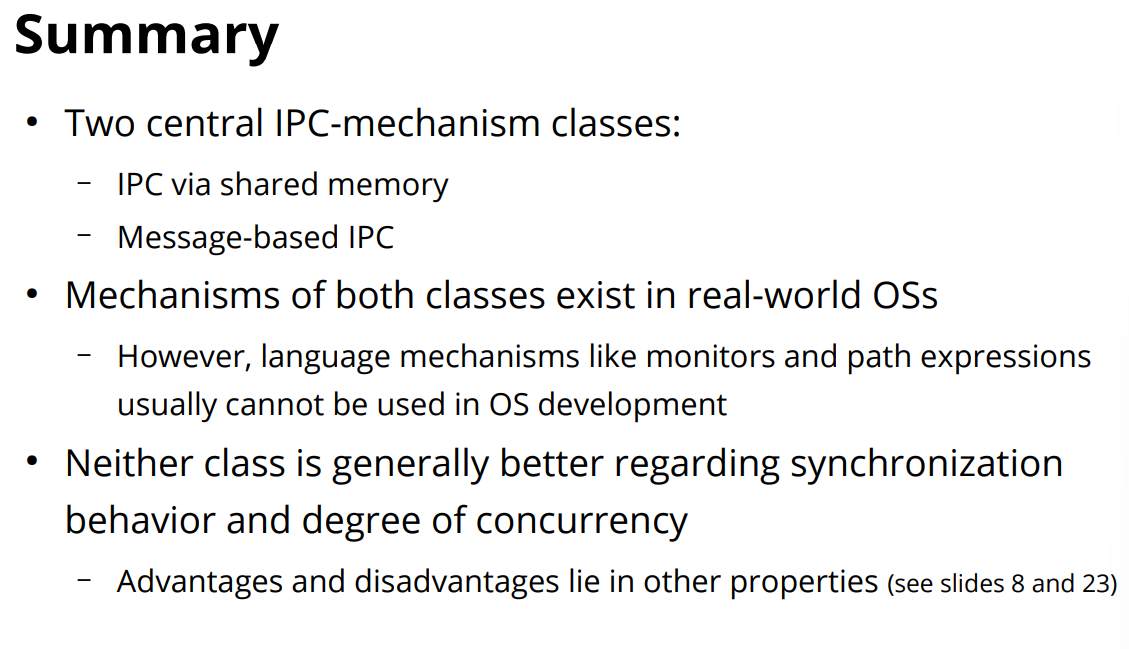 Summary
• Two central IPC-mechanism classes:
– IPC via shared memory
– Message-based IPC
• Mechanisms of both classes exist in real-world OSs
– However, language mechanisms like monitors and path expressions
usually cannot be used in OS development
• Neither class is generally better regarding synchronization
behavior and degree of concurrency
– Advantages and disadvantages lie in other properties (see slides 8 and 23)